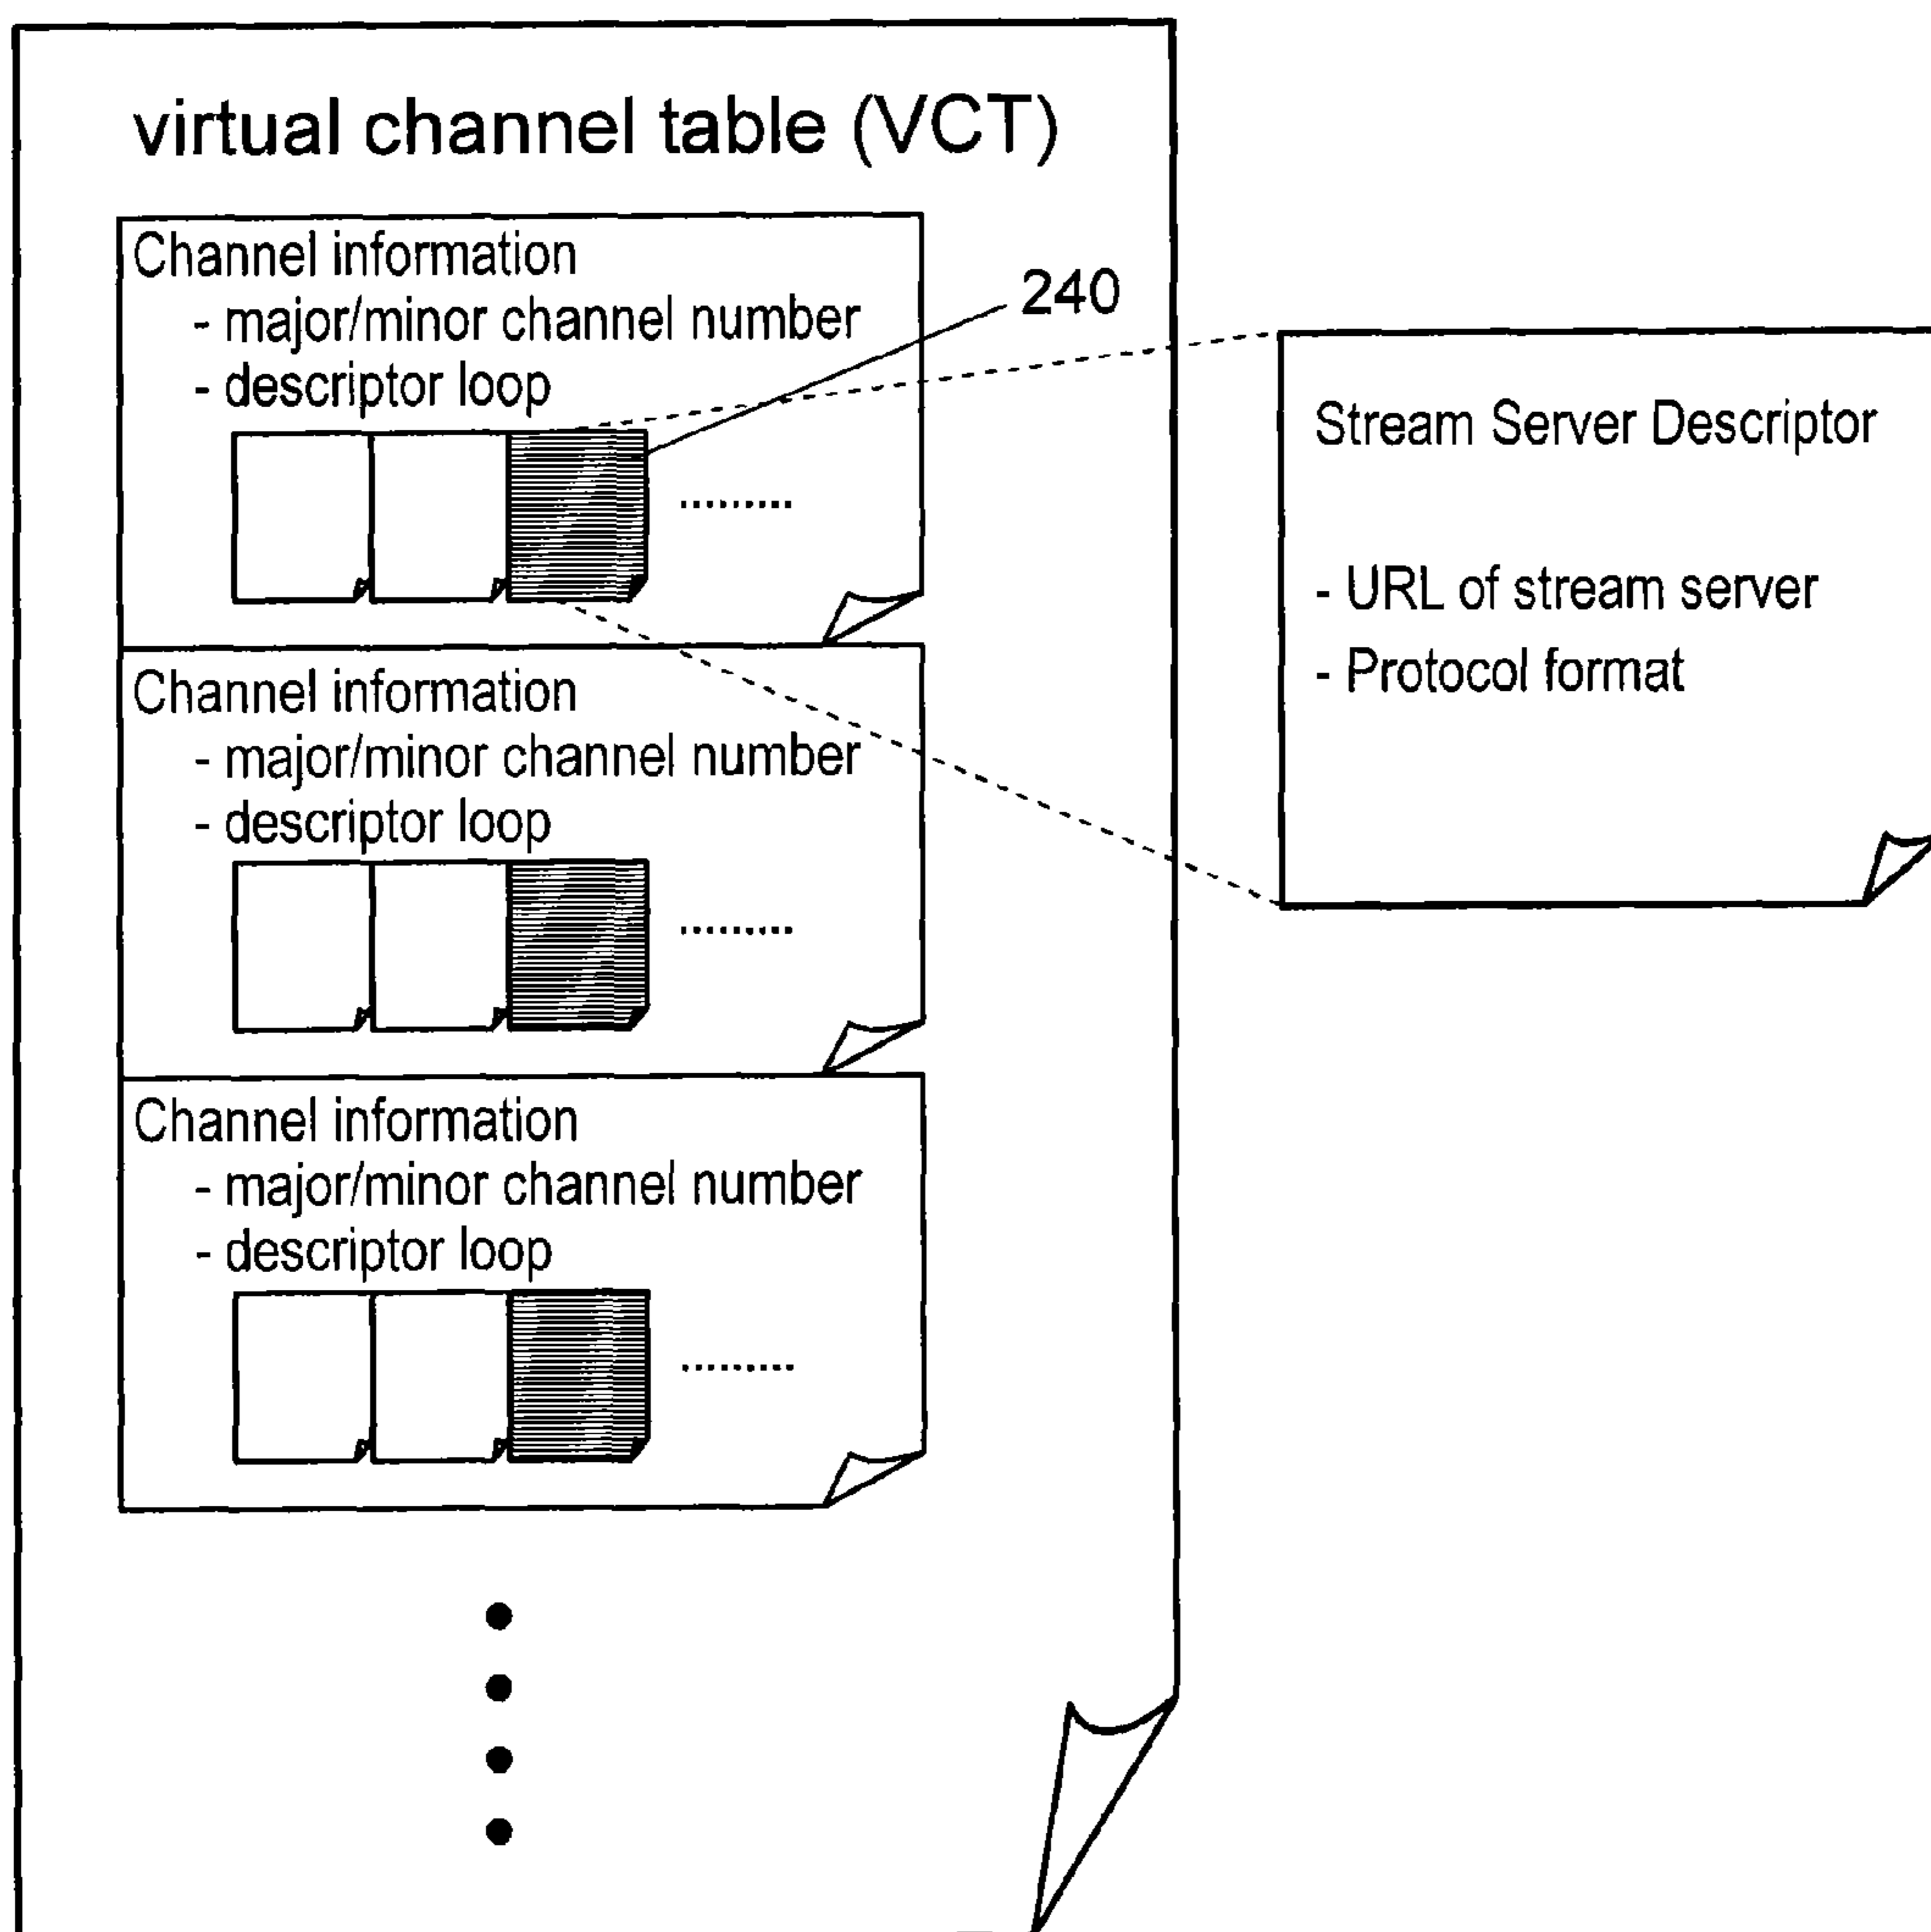 virtual channel table (VCT)
Channel information
- major/minor channel number
- descriptor loop
240
Stream Server Descriptor
- URL of stream server
- Protocol format
Channel information
- major/minor channel number
- descriptor loop
Channel information
- major/minor channel number
- descriptor loop